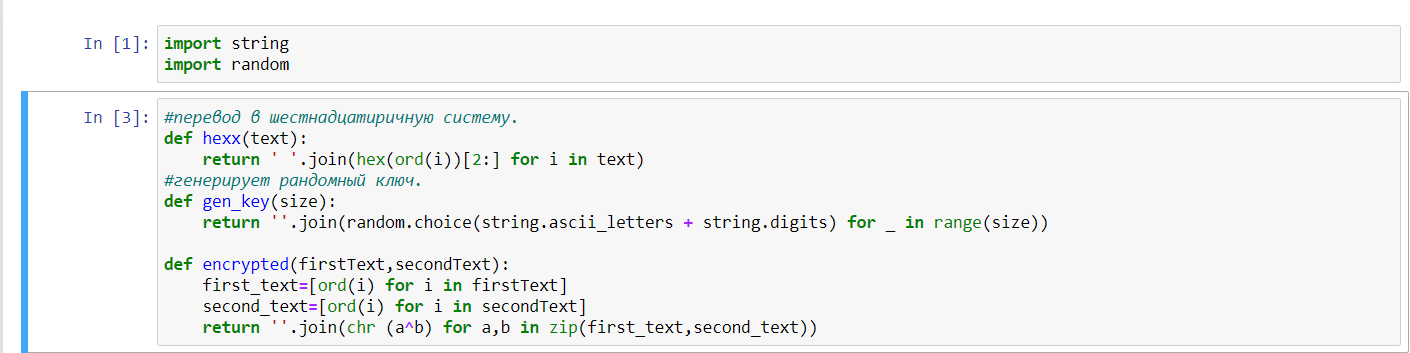 In [1]: import string
import random
In [3]: #перевод в шестнадцатиричную систему.
def hexx(text):
    return ' '.join(hex(ord(i))[2:] for i in text)
#генерирует рандомный ключ.
def gen_key(size):
    return ''.join(random.choice(string.ascii_letters + string.digits) for _ in range(size))
def encrypted(firstText,secondText):
    first_text=[ord(i) for i in firstText]
    second_text=[ord(i) for i in secondText]
    return ''.join(chr (a^b) for a,b in zip(first_text,second_text))